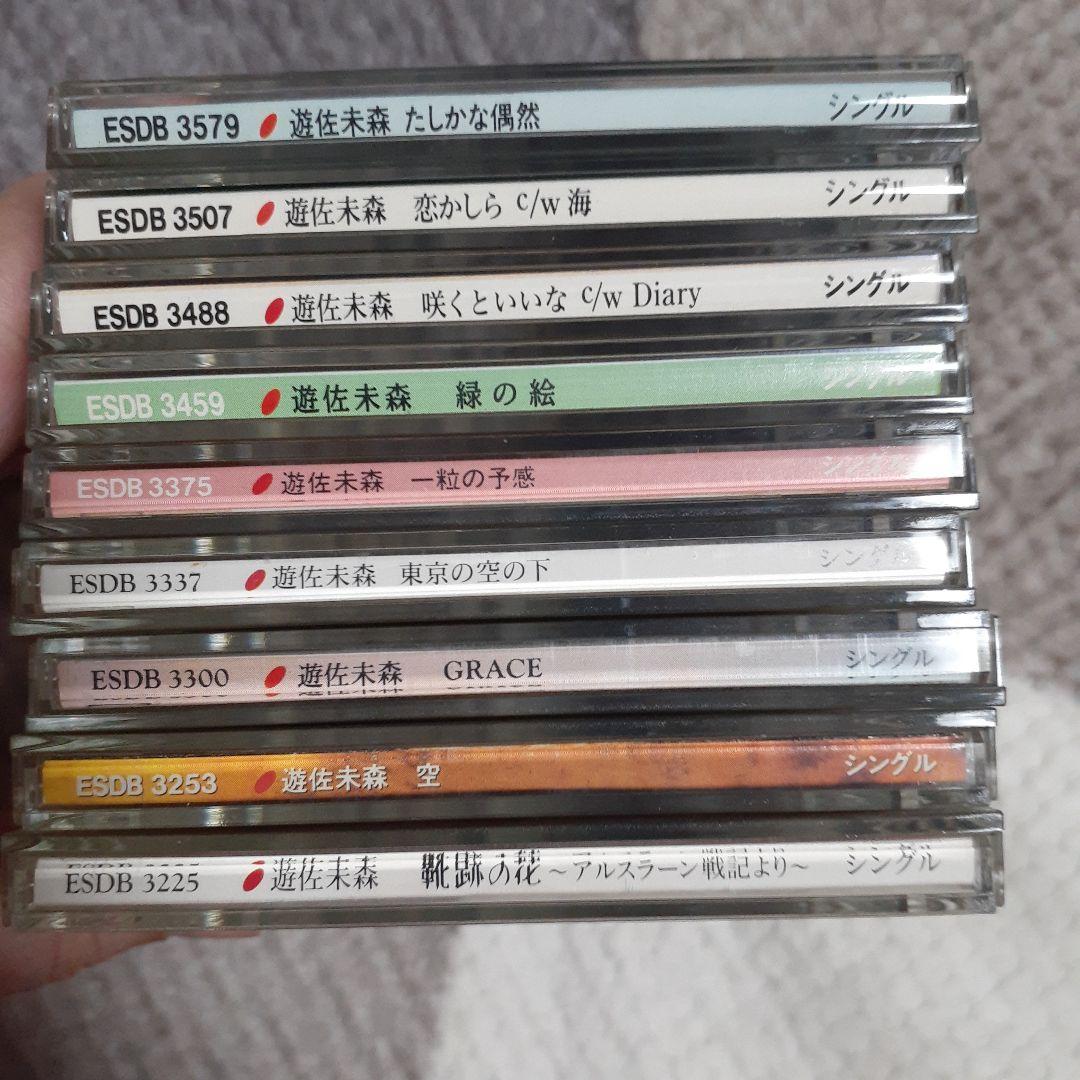 ESDB 3579 遊佐未森 たしかな偶然 シングル
ESDB 3507 遊佐未森 恋かしら c/w 海 シングル
ESDB 3488 遊佐未森 咲くといいな c/w Diary シングル
ESDB 3459 遊佐未森 緑の絵 シングル
ESDB 3375 遊佐未森 一粒の予感 シングル
ESDB 3337 遊佐未森 東京の空の下 シングル
ESDB 3300 遊佐未森 GRACE シングル
ESDB 3253 遊佐未森 空 シングル
ESDB 3225 遊佐未森 靴跡の花 ~アルスラーン戦記より~ シングル